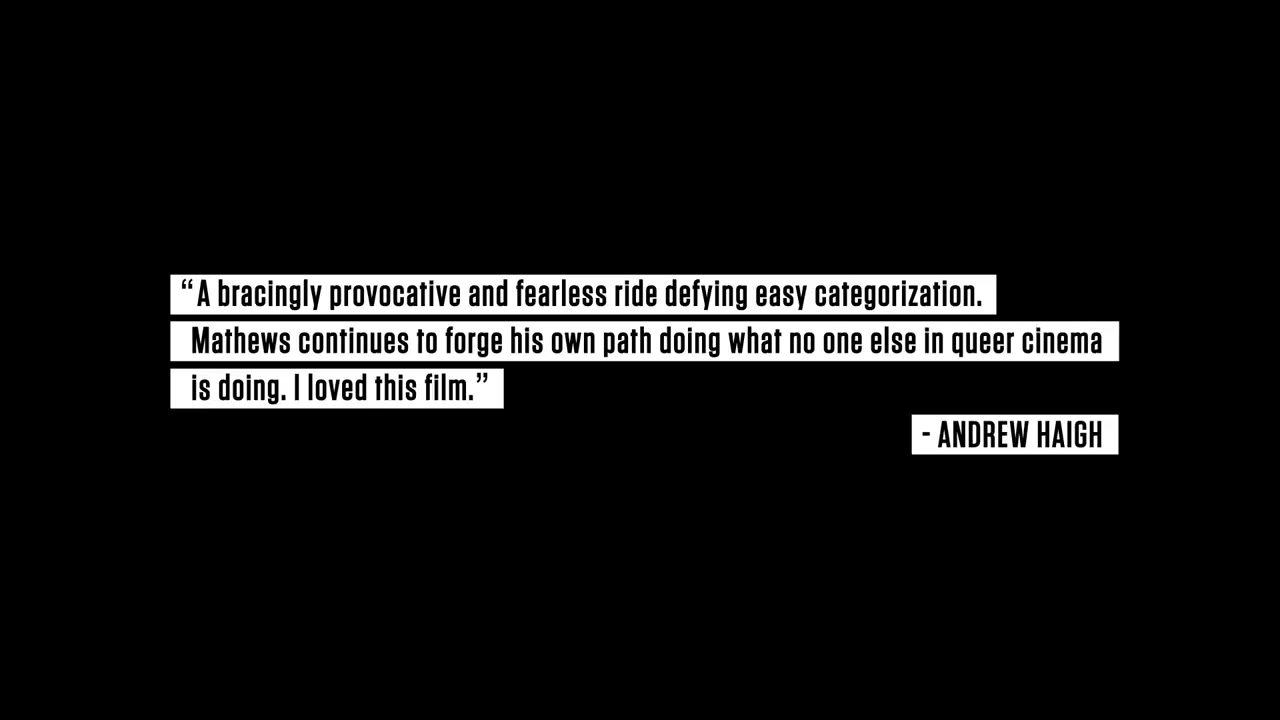 “A bracingly provocative and fearless ride defying easy categorization.
Mathews continues to forge his own path doing what no one else in queer cinema
is doing. I loved this film.”
- ANDREW HAIGH